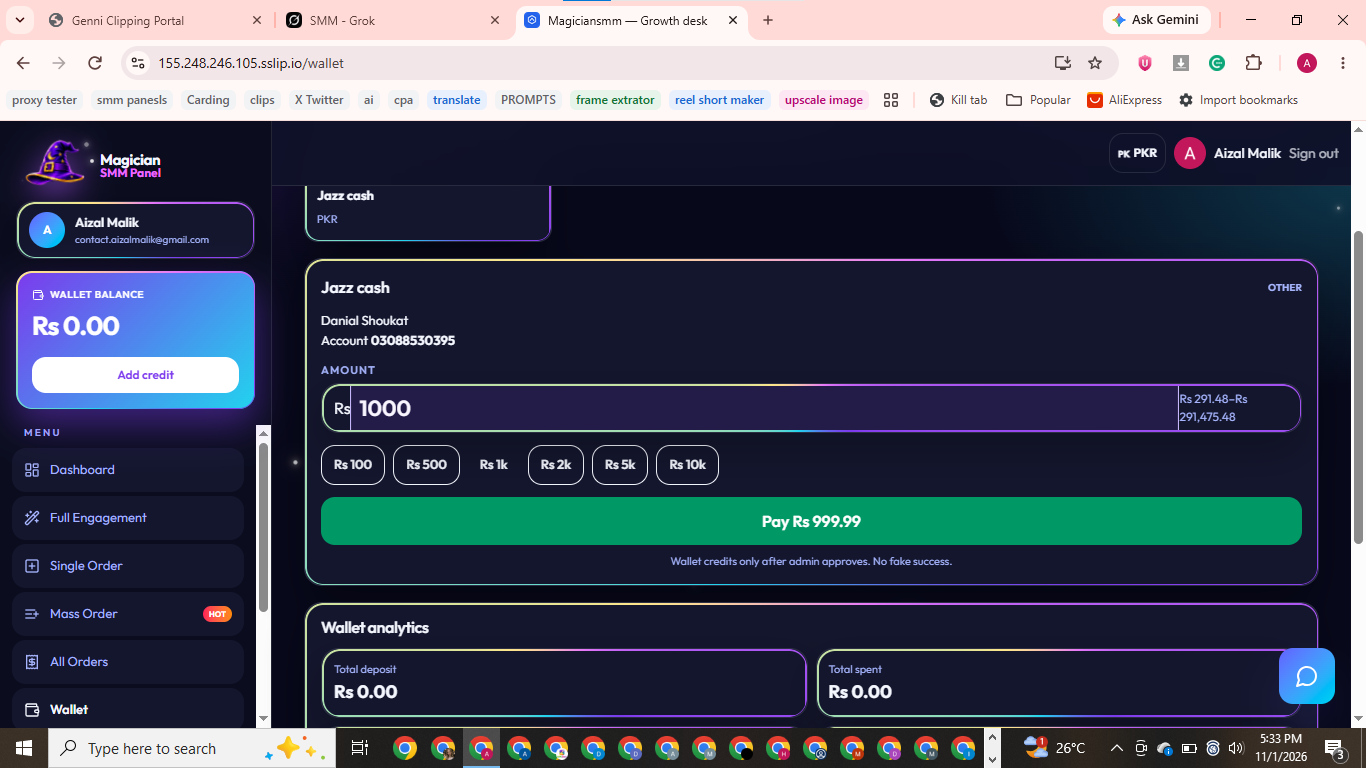 Genni Clipping Portal
SMM - Grok
Magiciansmm — Growth desk
Ask Gemini
155.248.246.105.sslip.io/wallet
A
proxy tester
smm panesls
Carding
clips
X Twitter
ai
cpa
translate
PROMPTS
frame extrator
reel short maker
upscale image
Kill tab
Popular
AliExpress
Import bookmarks
Magician
SMM Panel
PK PKR
A
Aizal Malik
Sign out
A
Aizal Malik
contact.aizalmalik@gmail.com
WALLET BALANCE
Rs 0.00
Add credit
MENU
Dashboard
Full Engagement
Single Order
Mass Order
HOT
All Orders
Wallet
Jazz cash
PKR
Jazz cash
OTHER
Danial Shoukat
Account 03088530395
AMOUNT
Rs
1000
Rs 291.48–Rs
291,475.48
Rs 100
Rs 500
Rs 1k
Rs 2k
Rs 5k
Rs 10k
Pay Rs 999.99
Wallet credits only after admin approves. No fake success.
Wallet analytics
Total deposit
Rs 0.00
Total spent
Rs 0.00
Type here to search
1
26°C
5:33 PM
11/1/2026
3